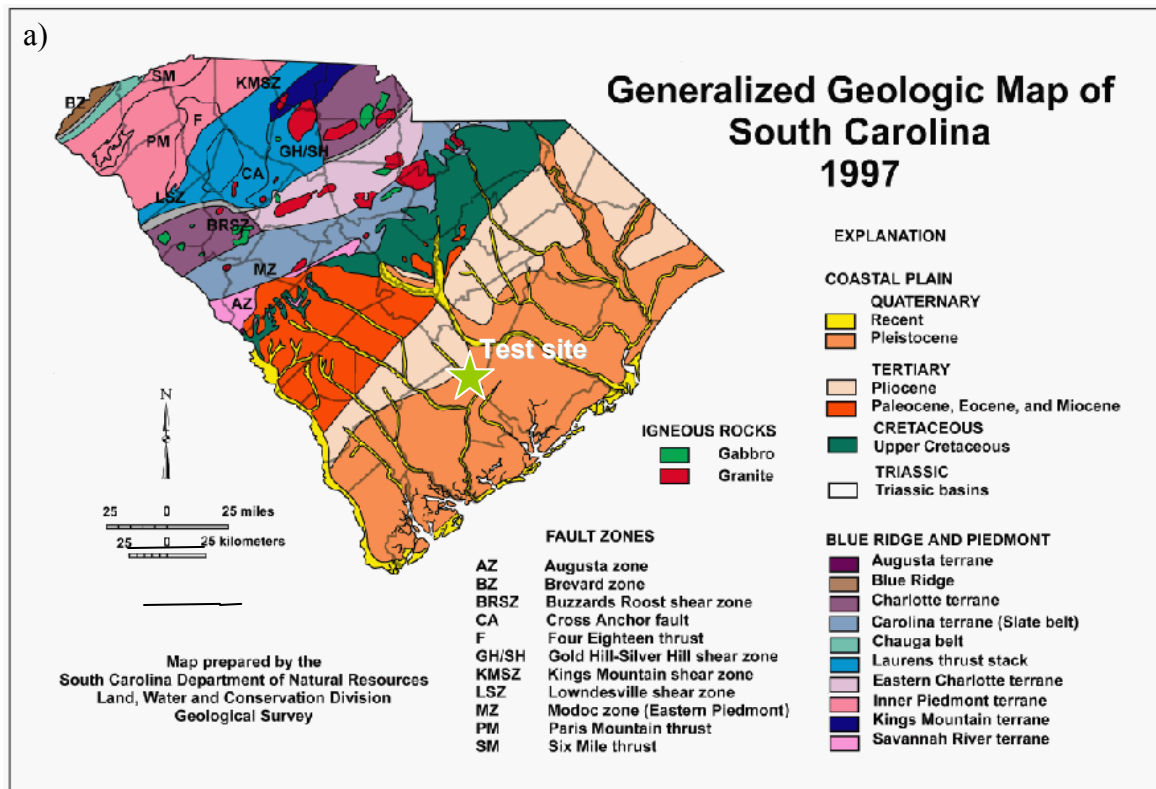 a)
Generalized Geologic Map of
South Carolina
1997
SM
KMSZ
BZ
F
PM
GH/SH
CA
LSZ
BRSZ
MZ
AZ
Test site
N
25 0 25 miles
25 0 25 kilometers
Map prepared by the
South Carolina Department of Natural Resources
Land, Water and Conservation Division
Geological Survey
IGNEOUS ROCKS
Gabbro
Granite
FAULT ZONES
AZ Augusta zone
BZ Brevard zone
BRSZ Buzzards Roost shear zone
CA Cross Anchor fault
F Four Eighteen thrust
GH/SH Gold Hill-Silver Hill shear zone
KMSZ Kings Mountain shear zone
LSZ Lowndesville shear zone
MZ Modoc zone (Eastern Piedmont)
PM Paris Mountain thrust
SM Six Mile thrust
EXPLANATION
COASTAL PLAIN
QUATERNARY
Recent
Pleistocene
TERTIARY
Pliocene
Paleocene, Eocene, and Miocene
CRETACEOUS
Upper Cretaceous
TRIASSIC
Triassic basins
BLUE RIDGE AND PIEDMONT
Augusta terrane
Blue Ridge
Charlotte terrane
Carolina terrane (Slate belt)
Chauga belt
Laurens thrust stack
Eastern Charlotte terrane
Inner Piedmont terrane
Kings Mountain terrane
Savannah River terrane